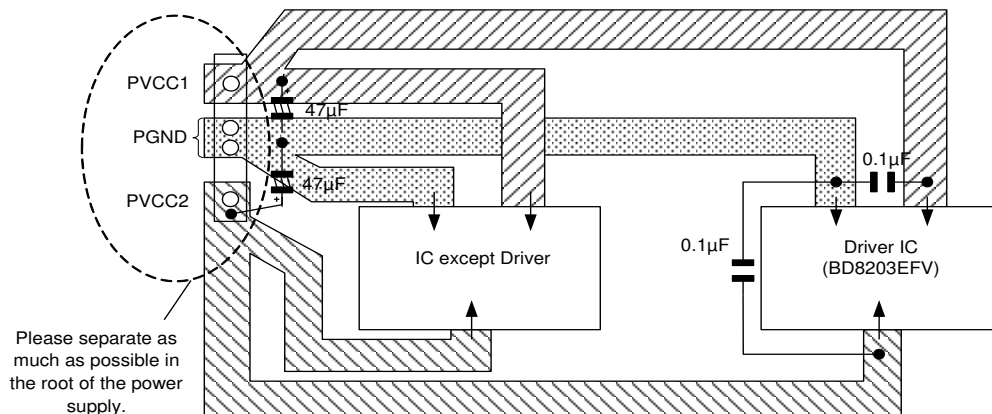 PVCC1
47μF
PGND
0.1μF
47μF
PVCC2
0.1μF
IC except Driver
Driver IC
(BD8203EFV)
Please separate as
much as possible in
the root of the power
supply.